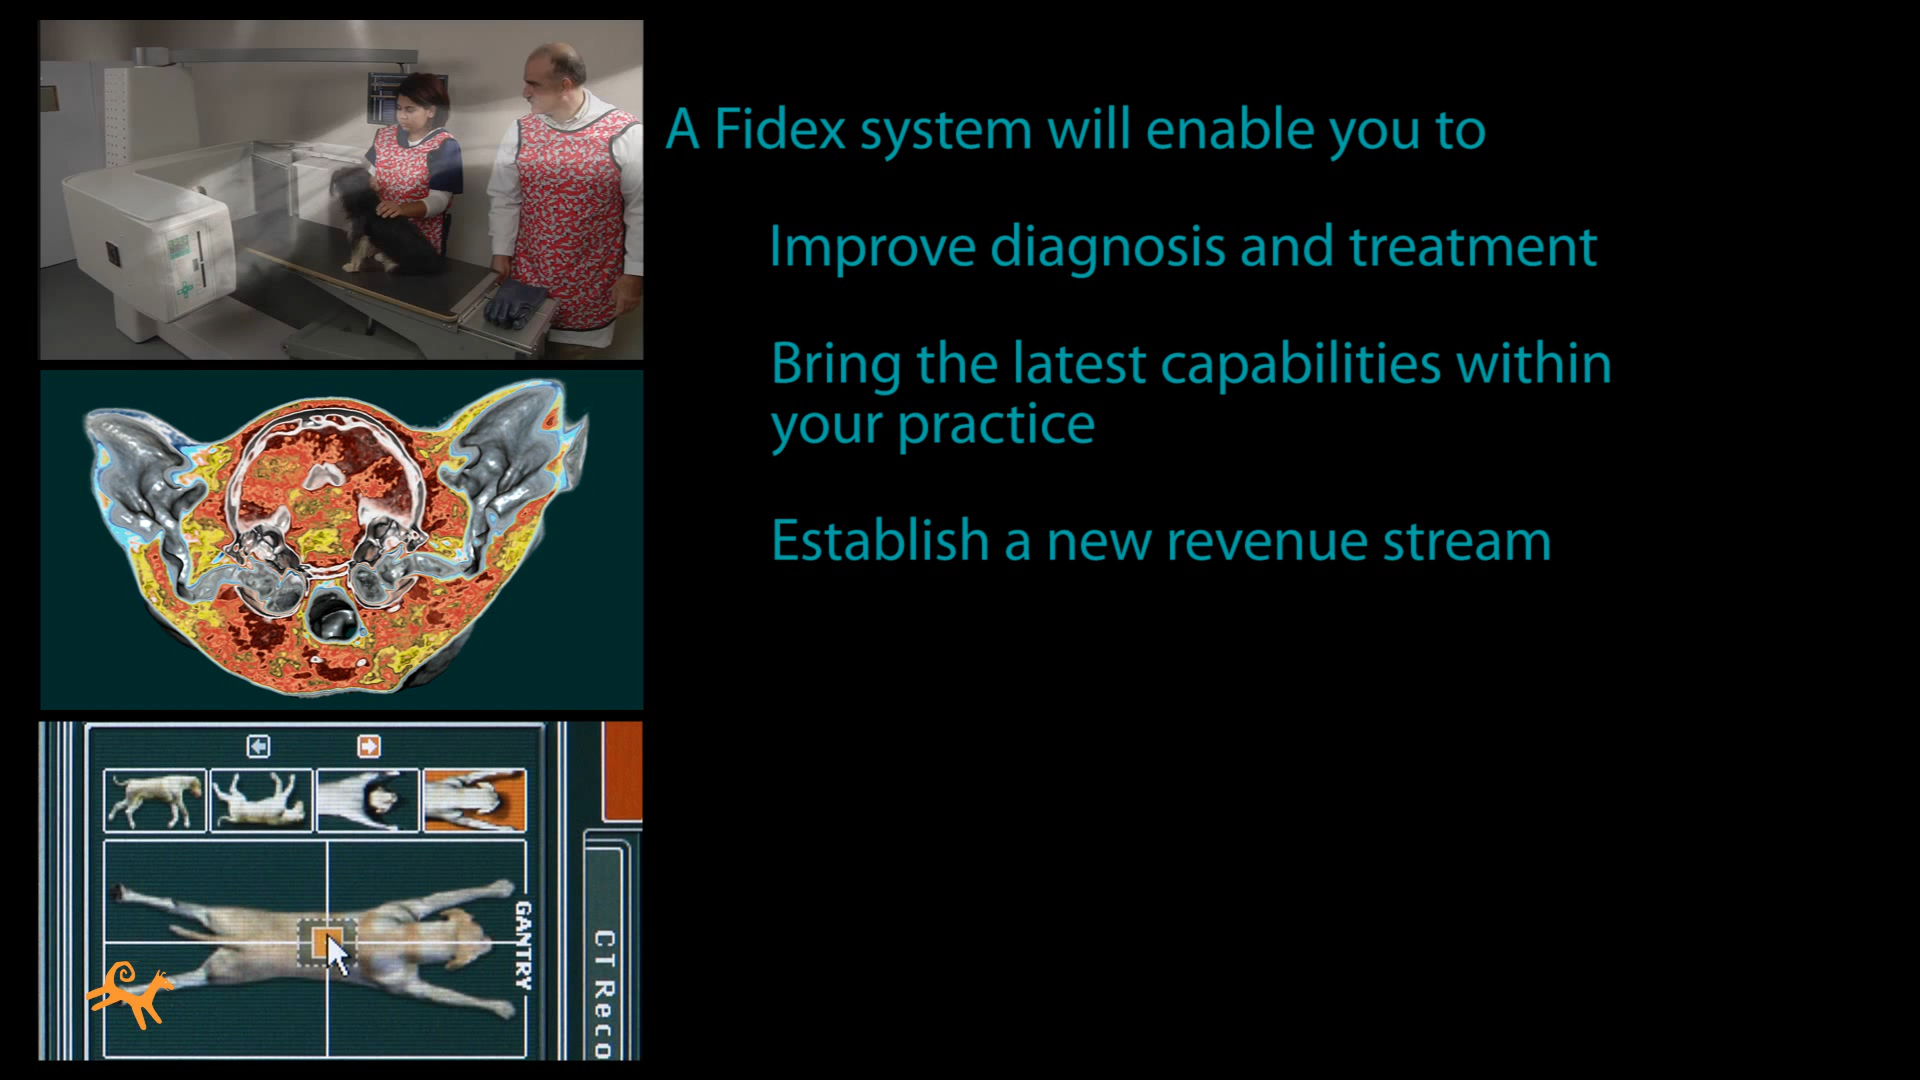 A Fidex system will enable you to
Improve diagnosis and treatment
Bring the latest capabilities within
your practice
Establish a new revenue stream
GANTRY
CT Reco